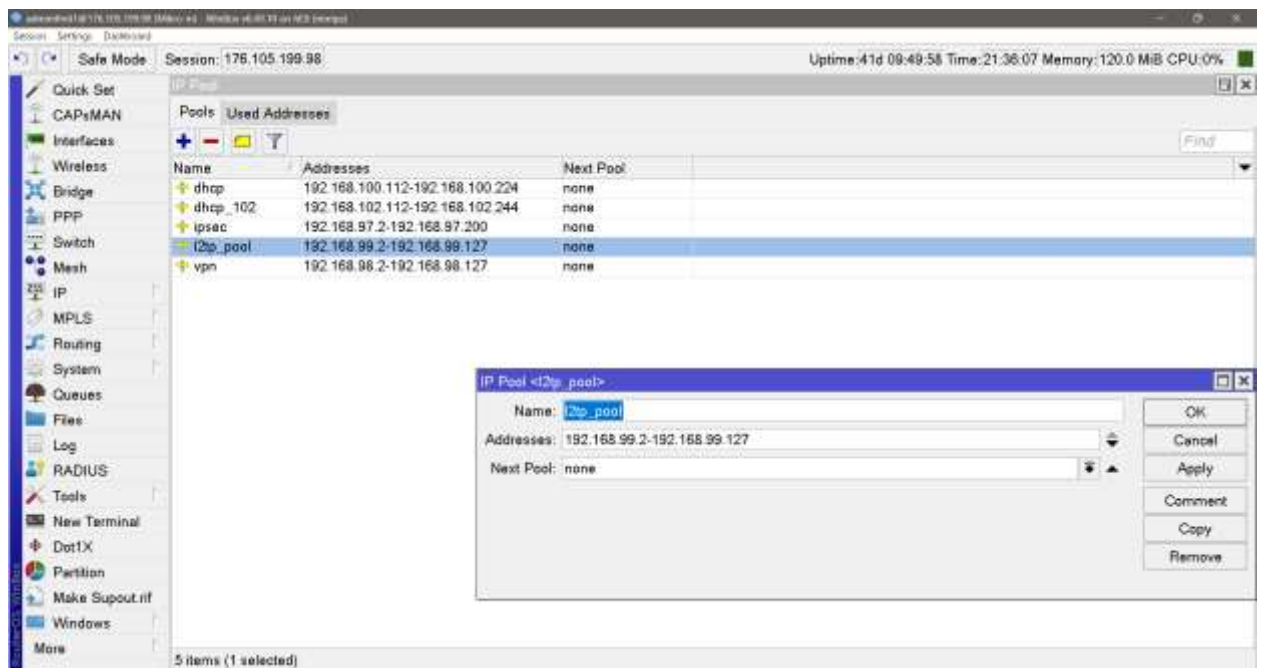 Session Settings Dashboard
Safe Mode Session: 176.105.199.98 Uptime:41d 09:49:58 Time:21:36:07 Memory:120.0 MiB CPU:0%
Quick Set
CAPsMAN
Interfaces
Wireless
Bridge
PPP
Switch
Mesh
IP
MPLS
Routing
System
Queues
Files
Log
RADIUS
Tools
New Terminal
Dot1X
Partition
Make Supout.rif
Windows
More
RouterOS WinBox
IP Pool
Pools Used Addresses
Find
Name Addresses Next Pool
dhcp 192.168.100.112-192.168.100.224 none
dhcp_102 192.168.102.112-192.168.102.244 none
ipsec 192.168.97.2-192.168.97.200 none
l2tp_pool 192.168.99.2-192.168.99.127 none
vpn 192.168.98.2-192.168.98.127 none
IP Pool <l2tp_pool>
Name: l2tp_pool
Addresses: 192.168.99.2-192.168.99.127
Next Pool: none
OK
Cancel
Apply
Comment
Copy
Remove
5 items (1 selected)